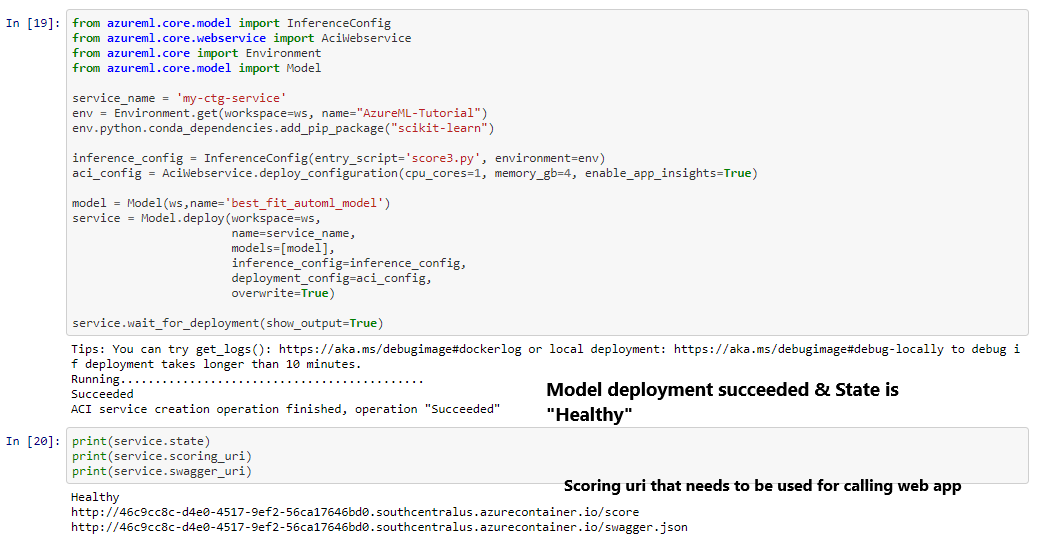 In [19]: from azureml.core.model import InferenceConfig
from azureml.core.webservice import AciWebservice
from azureml.core import Environment
from azureml.core.model import Model
service_name = 'my-ctg-service'
env = Environment.get(workspace=ws, name="AzureML-Tutorial")
env.python.conda_dependencies.add_pip_package("scikit-learn")
inference_config = InferenceConfig(entry_script='score3.py', environment=env)
aci_config = AciWebservice.deploy_configuration(cpu_cores=1, memory_gb=4, enable_app_insights=True)
model = Model(ws,name='best_fit_automl_model')
service = Model.deploy(workspace=ws,
name=service_name,
models=[model],
inference_config=inference_config,
deployment_config=aci_config,
overwrite=True)
service.wait_for_deployment(show_output=True)
Tips: You can try get_logs(): https://aka.ms/debugimage#dockerlog or local deployment: https://aka.ms/debugimage#debug-locally to debug i
f deployment takes longer than 10 minutes.
Running............................................
Succeeded
ACI service creation operation finished, operation "Succeeded"
Model deployment succeeded & State is
"Healthy"
In [20]: print(service.state)
print(service.scoring_uri)
print(service.swagger_uri)
Scoring uri that needs to be used for calling web app
Healthy
http://46c9cc8c-d4e0-4517-9ef2-56ca17646bd0.southcentralus.azurecontainer.io/score
http://46c9cc8c-d4e0-4517-9ef2-56ca17646bd0.southcentralus.azurecontainer.io/swagger.json